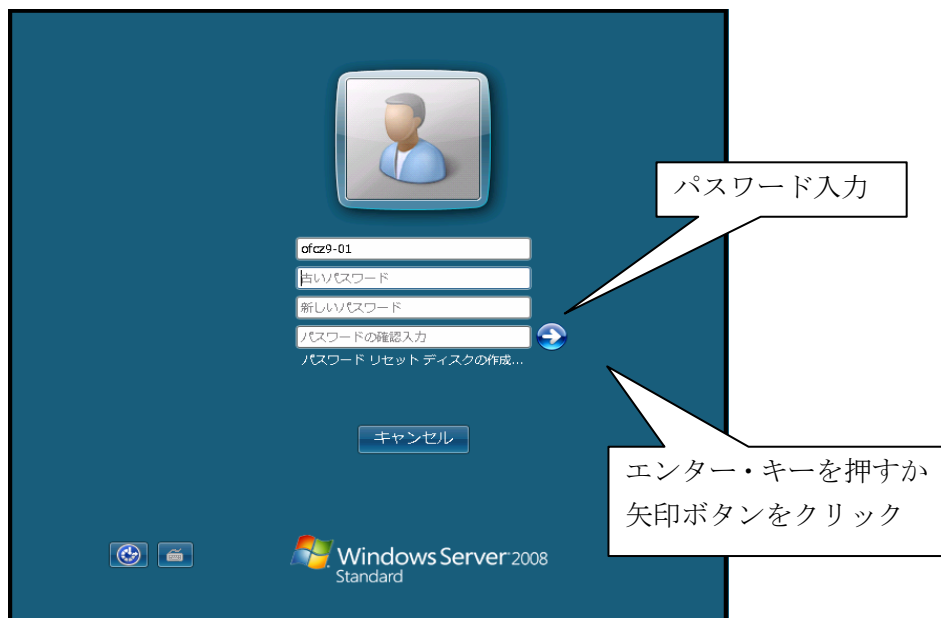 パスワード入力
ofcz9-01
古いパスワード
新しいパスワード
パスワードの確認入力
パスワード リセット ディスクの作成...
キャンセル
エンター・キーを押すか
矢印ボタンをクリック
Windows Server 2008
Standard